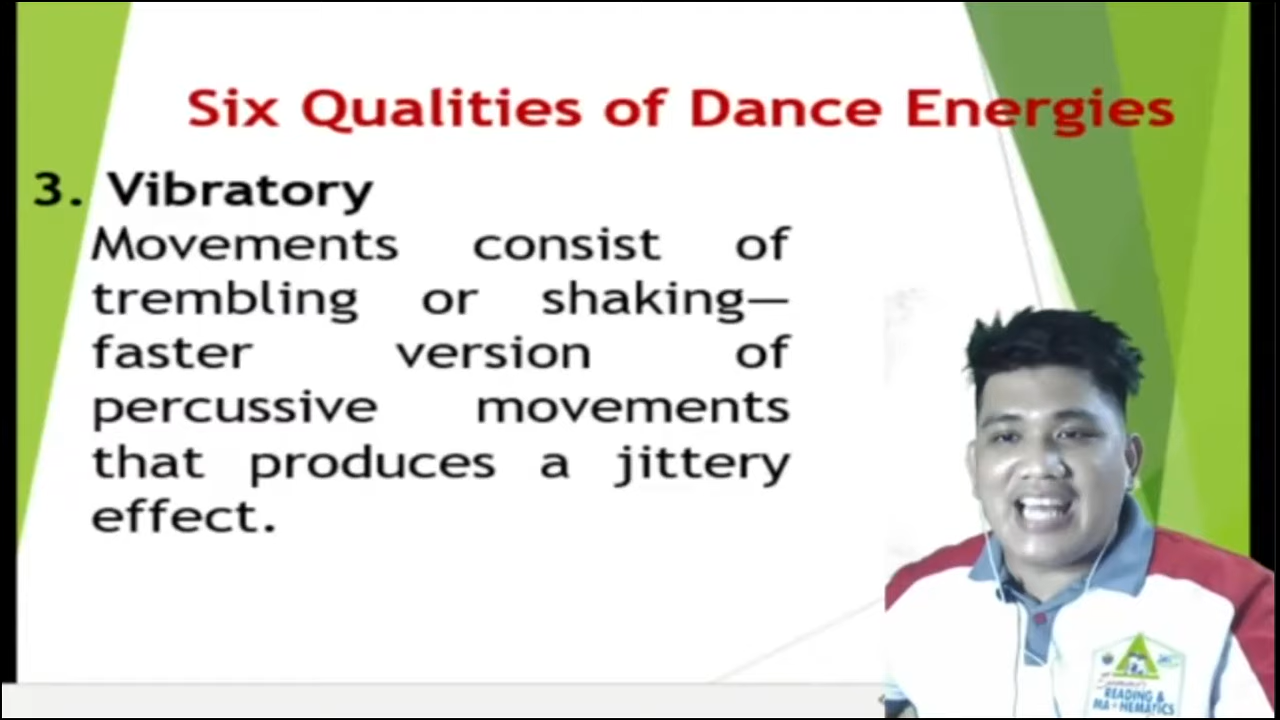 Six Qualities of Dance Energies
3. Vibratory
Movements consist of
trembling or shaking—
faster version of
percussive movements
that produces a jittery
effect.
READING &